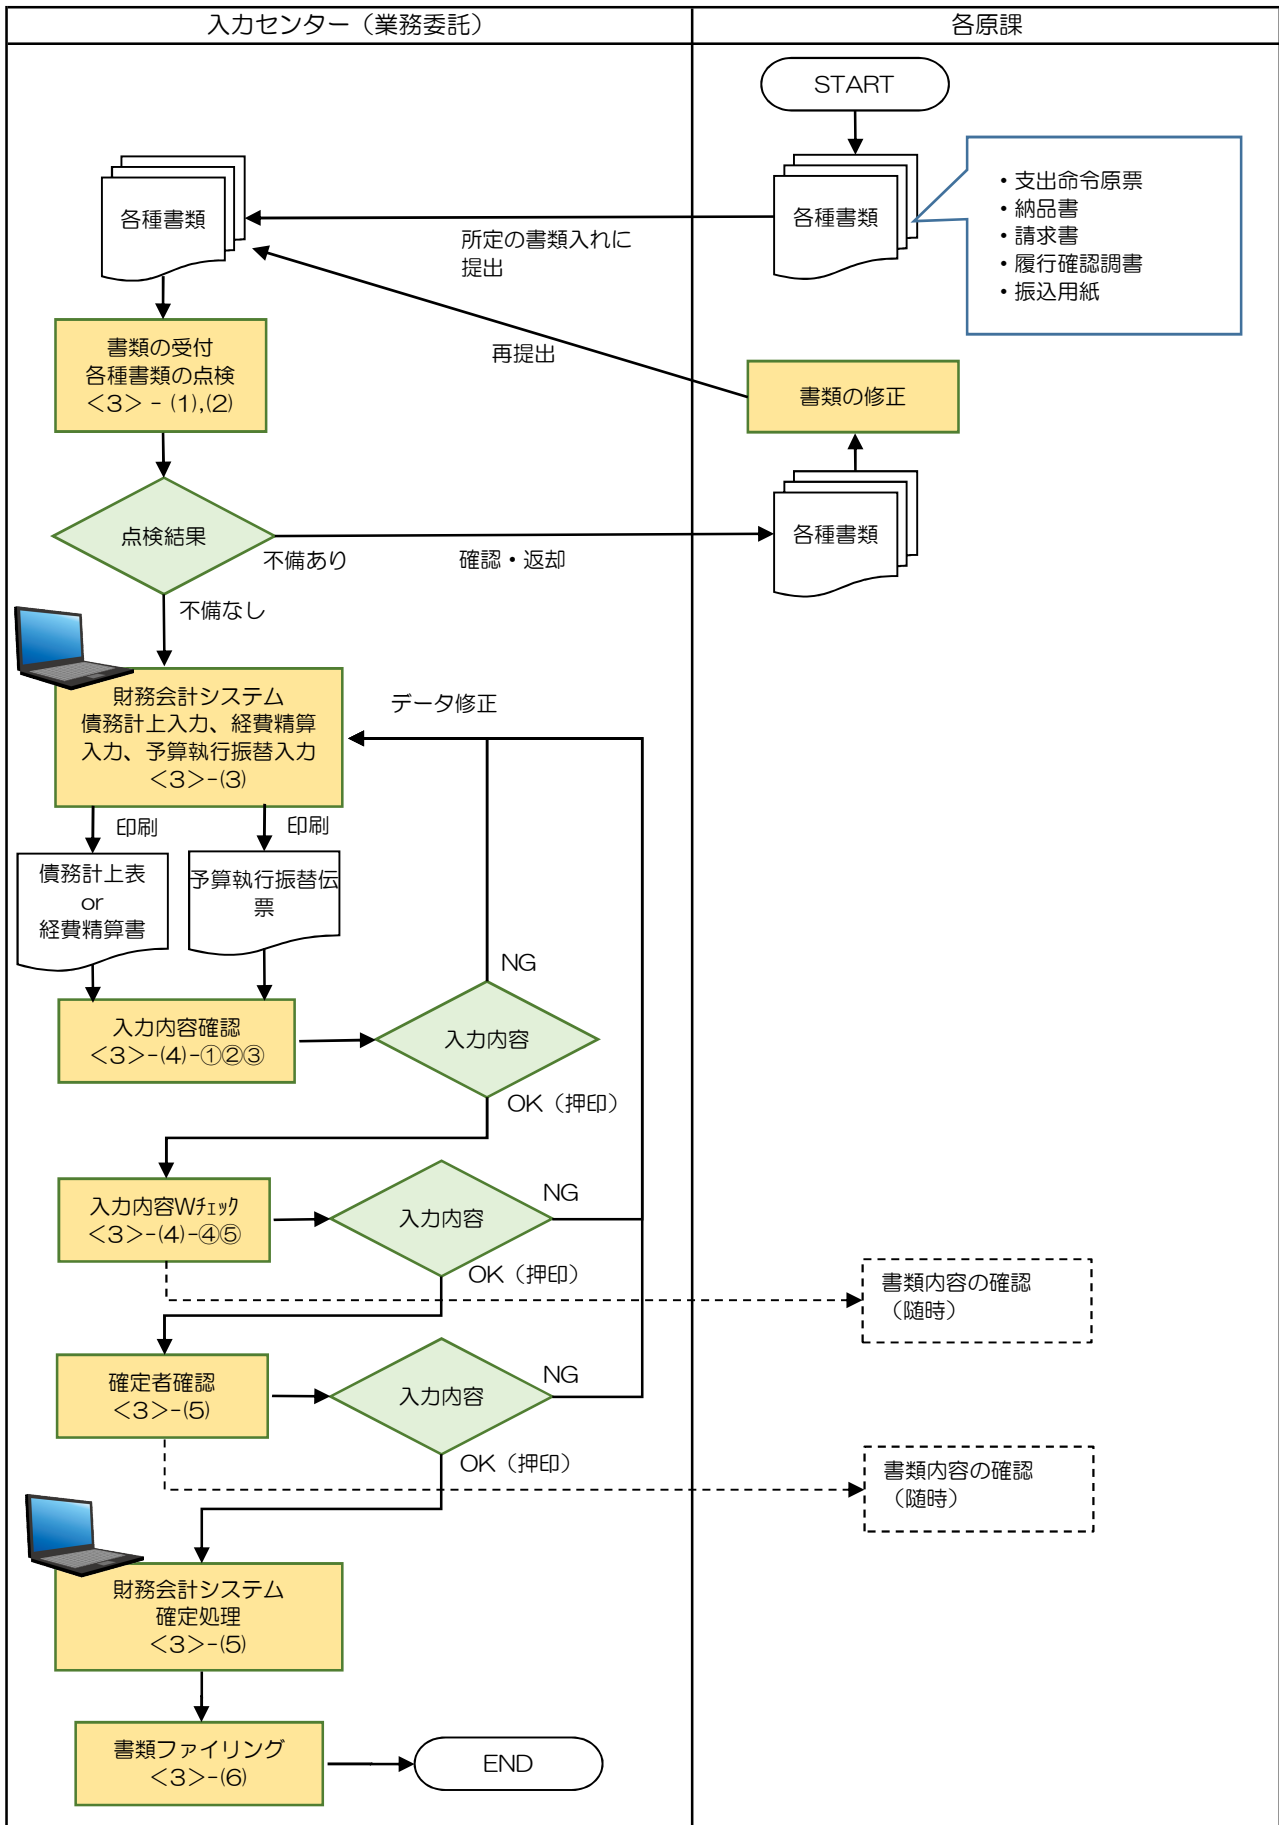 入力センター（業務委託）
各原課
START
各種書類
・支出命令原票
・納品書
・請求書
・履行確認調書
・振込用紙
各種書類
所定の書類入れに
提出
書類の受付
各種書類の点検
＜3＞ - (1),(2)
再提出
書類の修正
点検結果
不備あり
確認・返却
各種書類
不備なし
財務会計システム
債務計上入力、経費精算
入力、予算執行振替入力
＜3＞-(3)
データ修正
印刷
印刷
債務計上表
or
経費精算書
予算執行振替伝
票
NG
入力内容確認
＜3＞-(4)-①②③
入力内容
OK（押印）
入力内容Wﾁｪｯｸ
＜3＞-(4)-④⑤
入力内容
NG
OK（押印）
書類内容の確認
（随時）
確定者確認
＜3＞-(5)
入力内容
NG
OK（押印）
書類内容の確認
（随時）
財務会計システム
確定処理
＜3＞-(5)
書類ファイリング
＜3＞-(6)
END